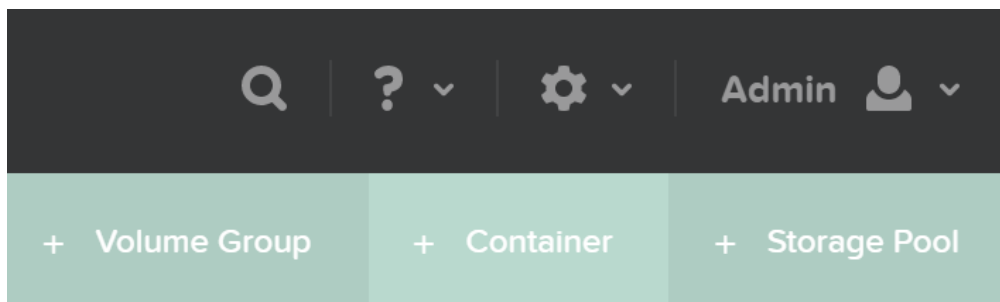 Admin
+ Volume Group + Container + Storage Pool